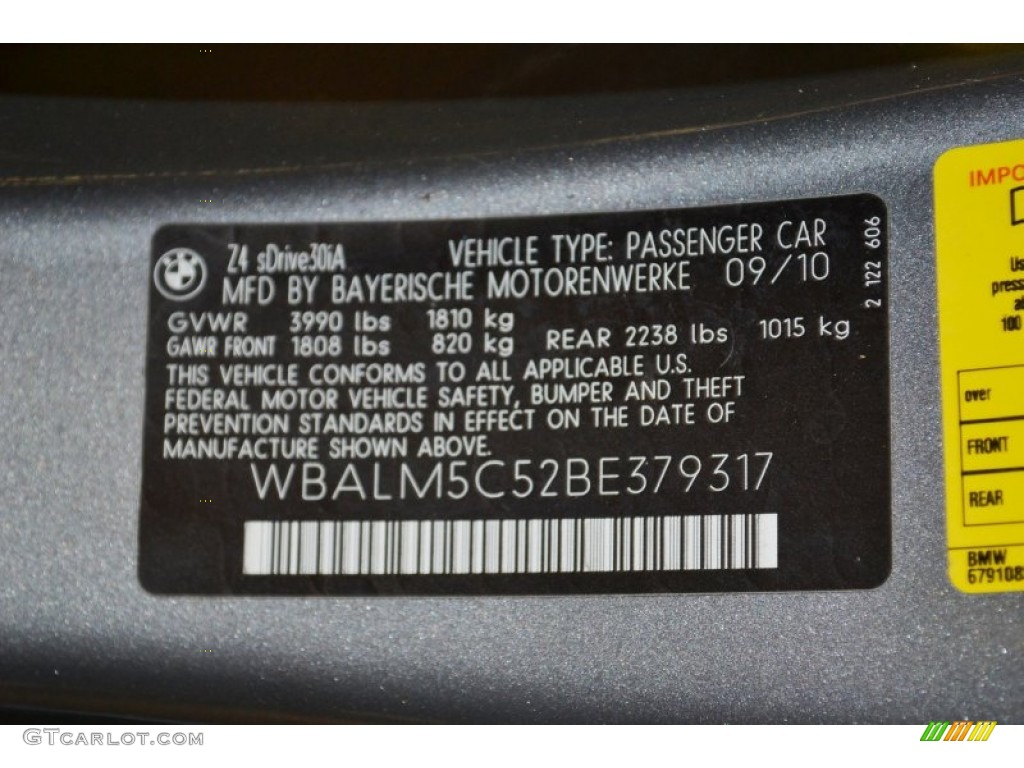 Z4 sDrive30iA VEHICLE TYPE: PASSENGER CAR
MFD BY BAYERISCHE MOTORENWERKE 09/10
GVWR 3990 lbs 1810 kg
GAWR FRONT 1808 lbs 820 kg REAR 2238 lbs 1015 kg
THIS VEHICLE CONFORMS TO ALL APPLICABLE U.S.
FEDERAL MOTOR VEHICLE SAFETY, BUMPER AND THEFT
PREVENTION STANDARDS IN EFFECT ON THE DATE OF
MANUFACTURE SHOWN ABOVE.
WBALM5C52BE379317
2 122 606
over
FRONT
REAR
BMW
GTCarlot.com